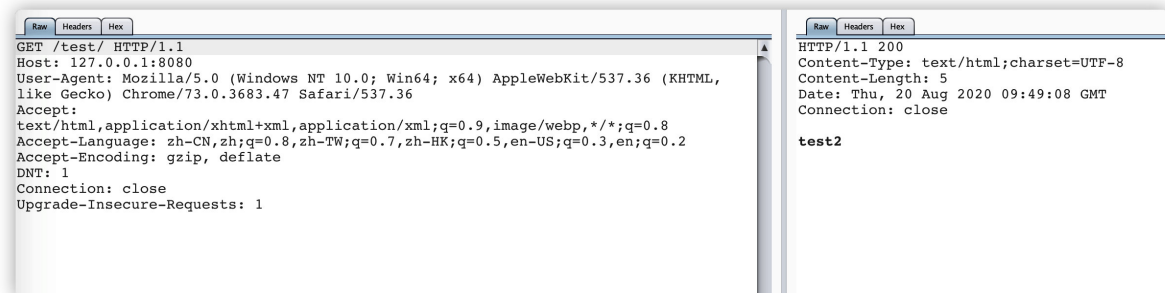 Raw Headers Hex
GET /test/ HTTP/1.1
Host: 127.0.0.1:8080
User-Agent: Mozilla/5.0 (Windows NT 10.0; Win64; x64) AppleWebKit/537.36 (KHTML,
like Gecko) Chrome/73.0.3683.47 Safari/537.36
Accept:
text/html,application/xhtml+xml,application/xml;q=0.9,image/webp,*/*;q=0.8
Accept-Language: zh-CN,zh;q=0.8,zh-TW;q=0.7,zh-HK;q=0.5,en-US;q=0.3,en;q=0.2
Accept-Encoding: gzip, deflate
DNT: 1
Connection: close
Upgrade-Insecure-Requests: 1
Raw Headers Hex
HTTP/1.1 200
Content-Type: text/html;charset=UTF-8
Content-Length: 5
Date: Thu, 20 Aug 2020 09:49:08 GMT
Connection: close
test2